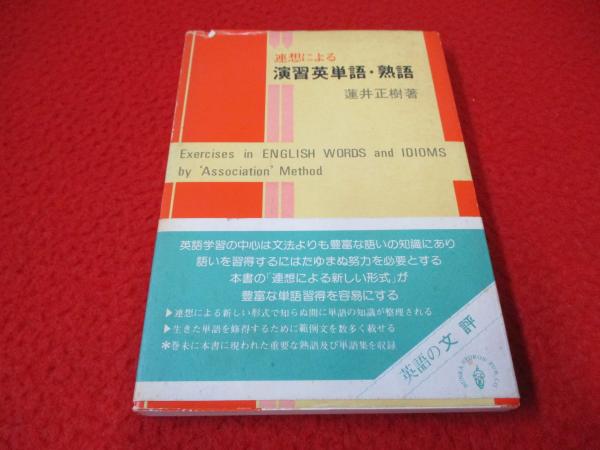 連想による
演習英単語・熟語
蓮井正樹著
Exercises in ENGLISH WORDS and IDIOMS
by 'Association' Method
英語学習の中心は文法よりも豊富な語いの知識にあり
語いを習得するにはたゆまぬ努力を必要とする
本書の「連想による新しい形式」が
豊富な単語習得を容易にする
▶連想による新しい形式で知らぬ間に単語の知識が整理される
▶生きた単語を修得するために範例文を数多く載せる
*巻末に本書に現われた重要な熟語及び単語集を収録
英語の文評